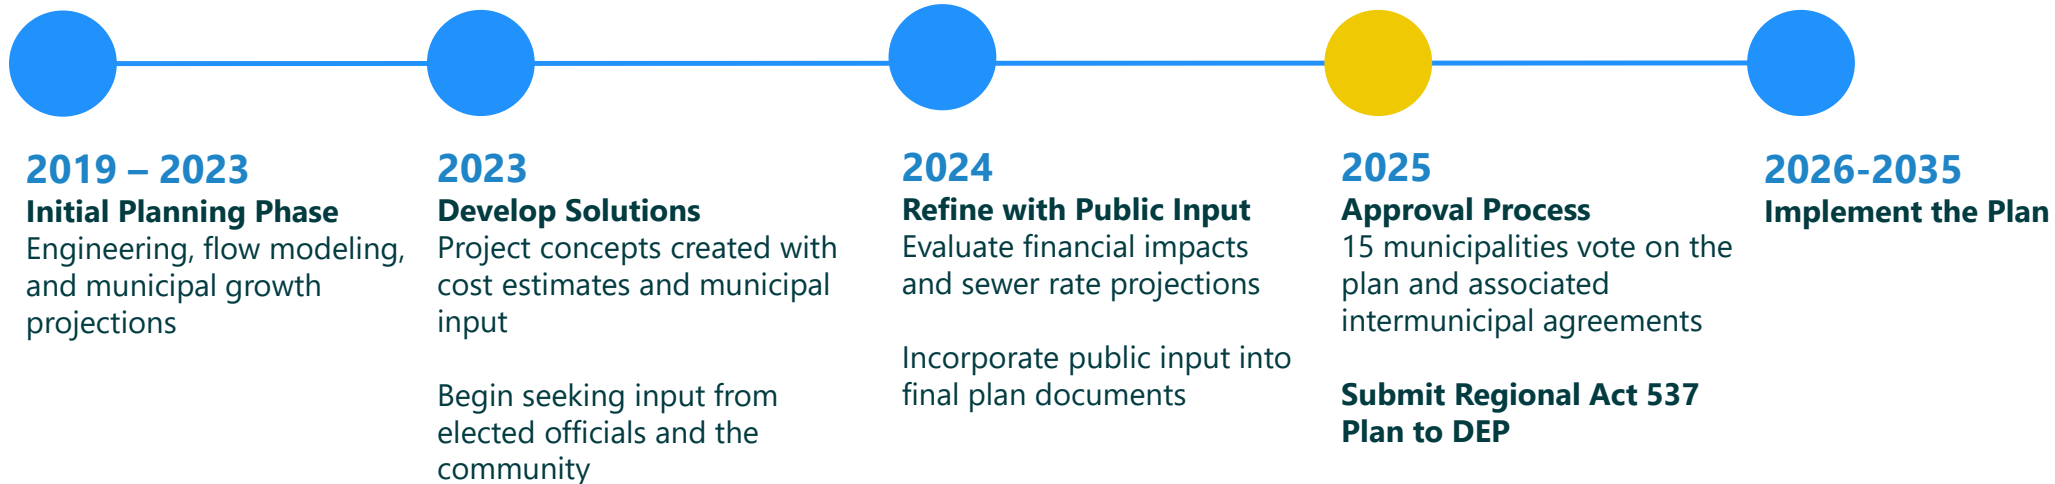 2019 – 2023
Initial Planning Phase
Engineering, flow modeling,
and municipal growth
projections
2023
Develop Solutions
Project concepts created with
cost estimates and municipal
input
Begin seeking input from
elected officials and the
community
2024
Refine with Public Input
Evaluate financial impacts
and sewer rate projections
Incorporate public input into
final plan documents
2025
Approval Process
15 municipalities vote on the
plan and associated
intermunicipal agreements
Submit Regional Act 537
Plan to DEP
2026-2035
Implement the Plan